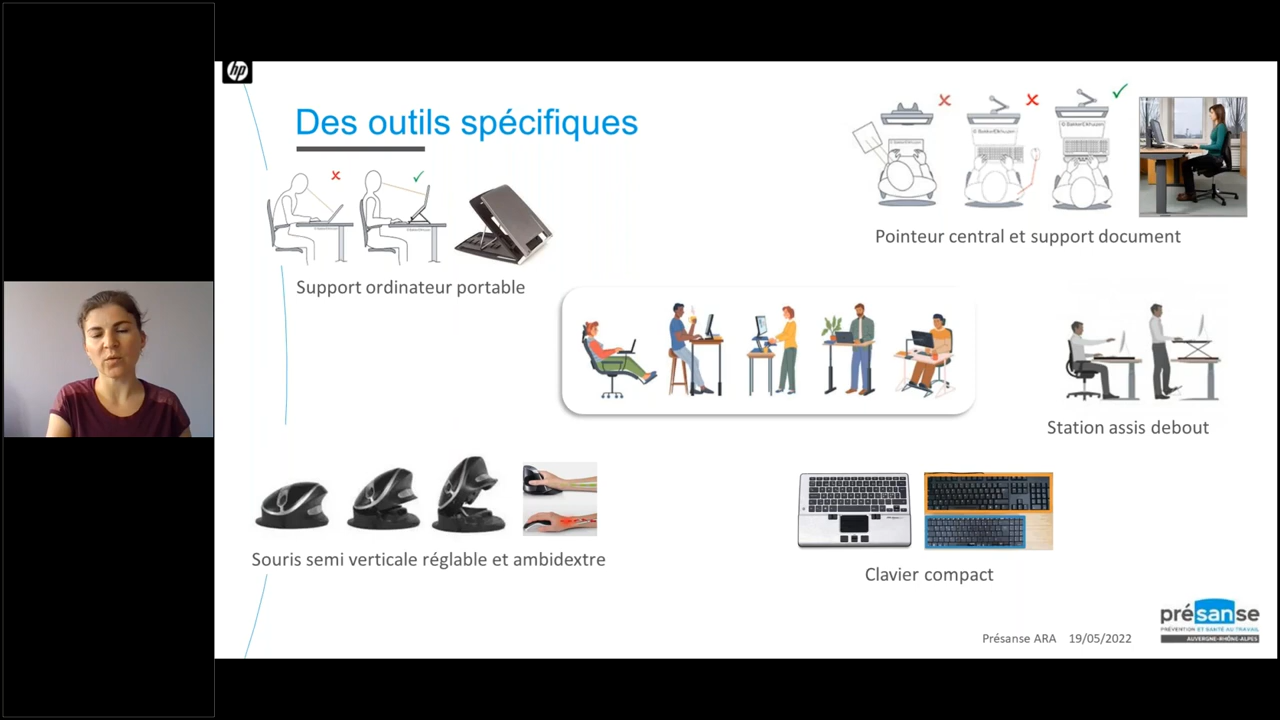 hp
Des outils spécifiques
Support ordinateur portable
Pointeur central et support document
Station assis debout
Souris semi verticale réglable et ambidextre
Clavier compact
présanse
PRÉVENTION ET SANTÉ AU TRAVAIL
AUVERGNE-RHÔNE-ALPES
Présanse ARA 19/05/2022